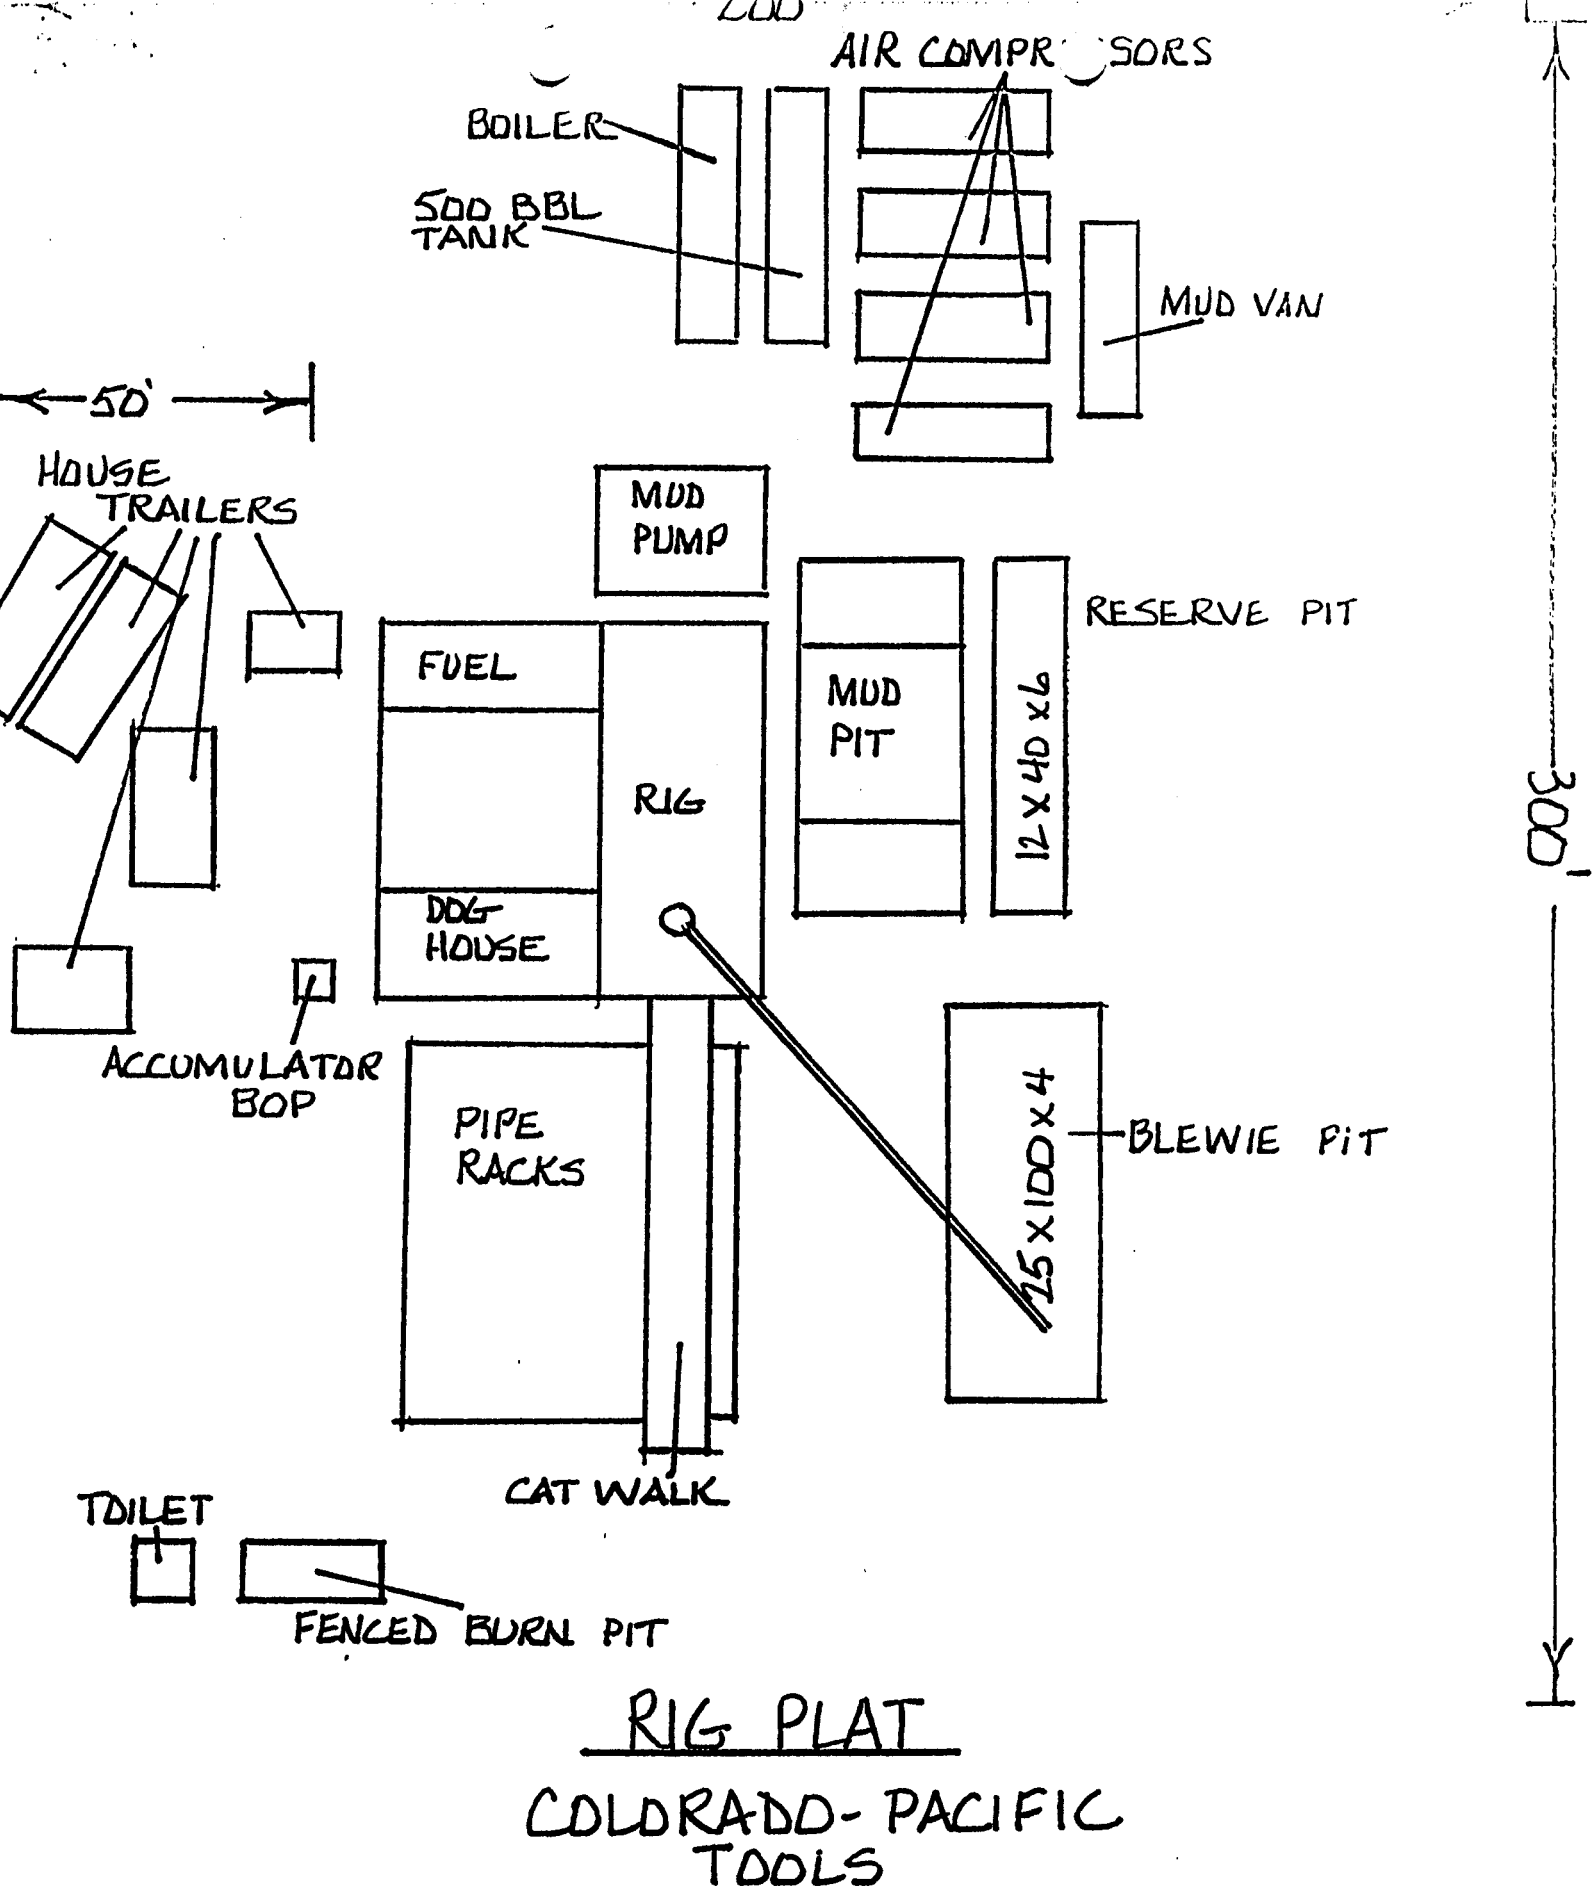 200
AIR COMPR SORS
BOILER
500 BBL
TANK
MUD VAN
50'
HOUSE
TRAILERS
MUD
PUMP
RESERVE PIT
FUEL
MUD
PIT
12 X 40 X 6
RIG
300'
DOG
HOUSE
ACCUMULATOR
BOP
PIPE
RACKS
BLEWIE PIT
X 100 X 4
CAT WALK
TOILET
FENCED BURN PIT
RIG PLAT
COLORADO-PACIFIC
TOOLS